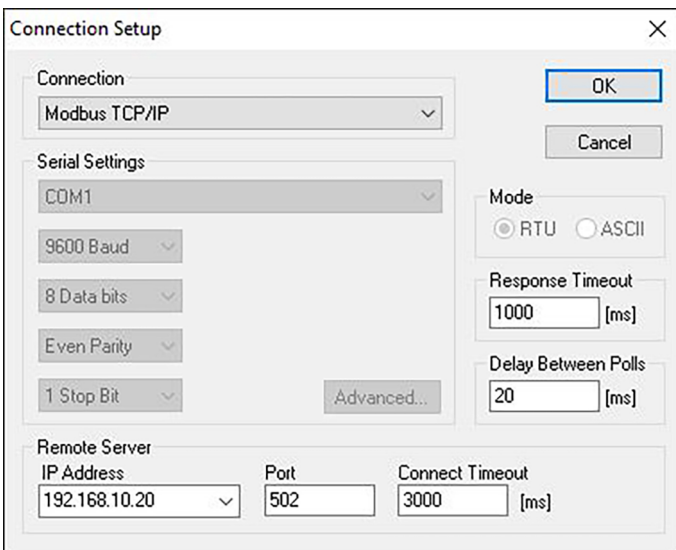 Connection Setup
Connection
OK
Modbus TCP/IP
Cancel
Serial Settings
COM1
Mode
RTU ASCII
9600 Baud
Response Timeout
8 Data bits
1000 [ms]
Even Parity
Delay Between Polls
1 Stop Bit
Advanced...
20 [ms]
Remote Server
IP Address Port Connect Timeout
192.168.10.20 502 3000 [ms]